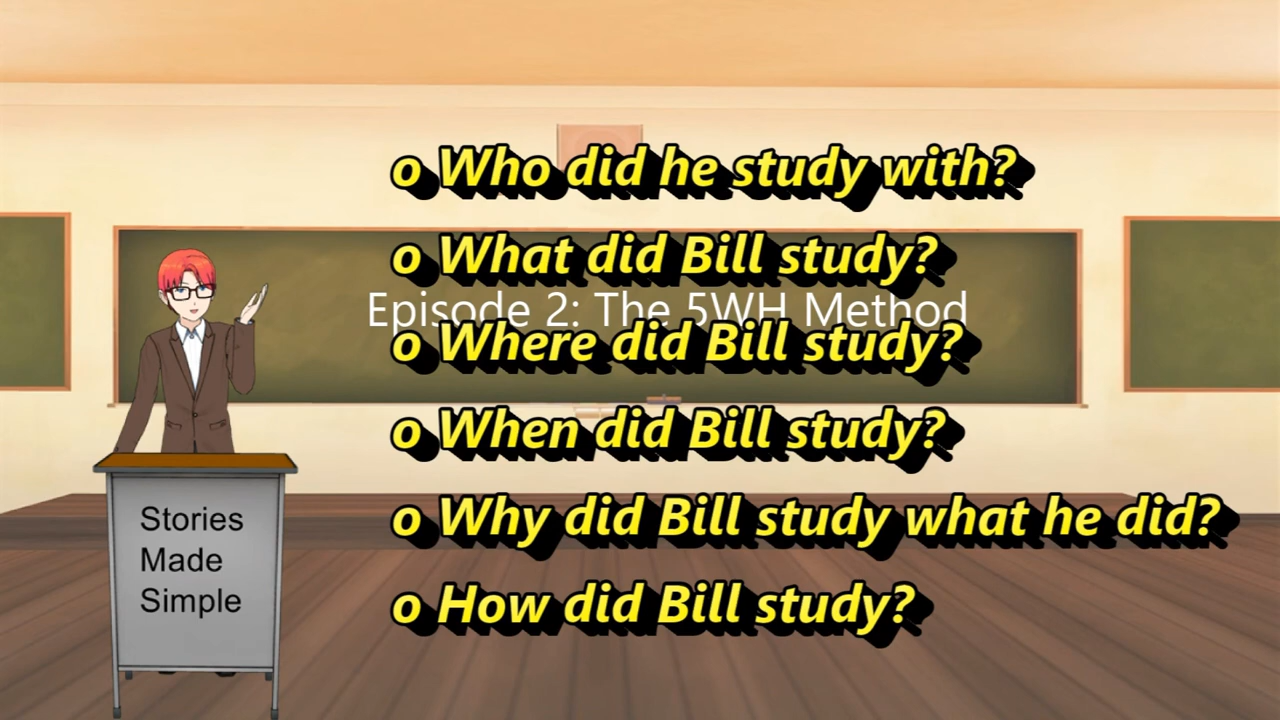 o Who did he study with?
o What did Bill study?
Episode 2: The 5WH Method
o Where did Bill study?
o When did Bill study?
o Why did Bill study what he did?
o How did Bill study?
Stories
Made
Simple